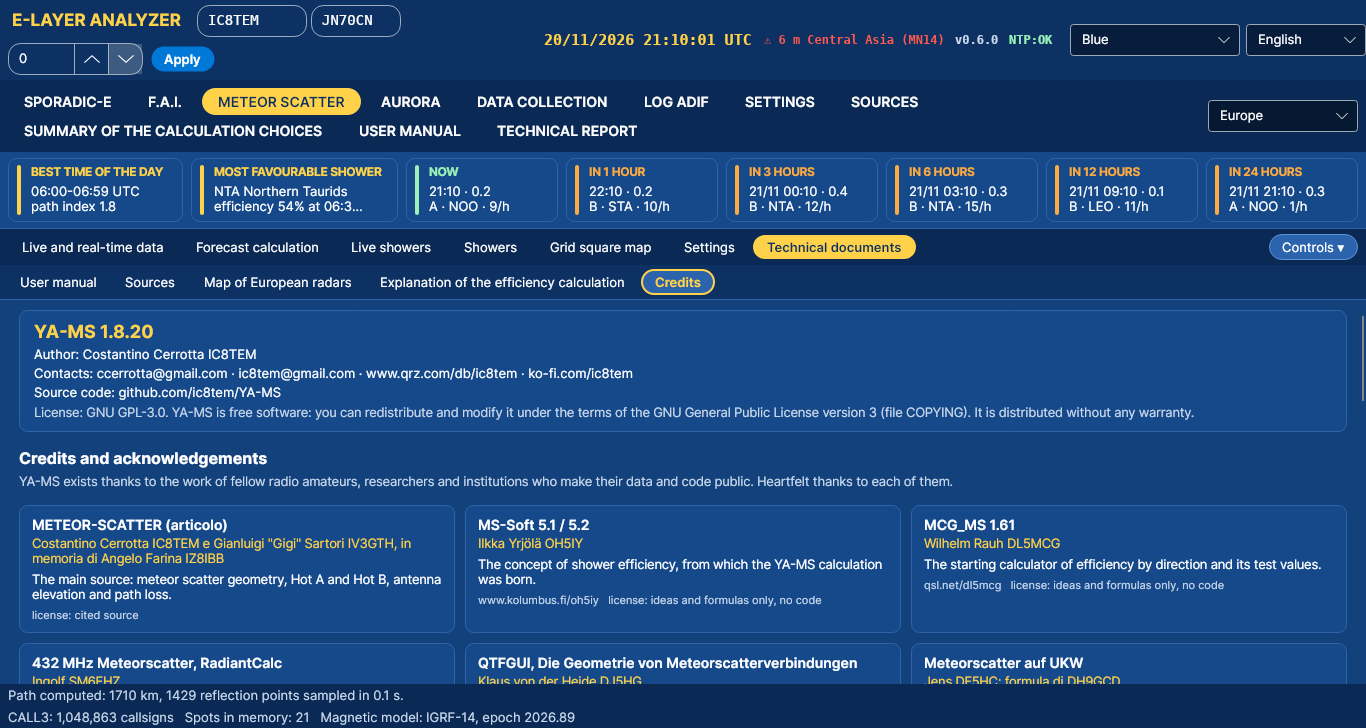 E-LAYER ANALYZER
IC8TEM
JN70CN
20/11/2026 21:10:01 UTC
⚠ 6 m Central Asia (MN14)
v0.6.0
NTP:OK
Blue
English
0
Apply
SPORADIC-E
F.A.I.
METEOR SCATTER
AURORA
DATA COLLECTION
LOG ADIF
SETTINGS
SOURCES
SUMMARY OF THE CALCULATION CHOICES
USER MANUAL
TECHNICAL REPORT
Europe
BEST TIME OF THE DAY
06:00-06:59 UTC
path index 1.8
MOST FAVOURABLE SHOWER
NTA Northern Taurids
efficiency 54% at 06:3...
NOW
21:10 · 0.2
A · NOO · 9/h
IN 1 HOUR
22:10 · 0.2
B · STA · 10/h
IN 3 HOURS
21/11 00:10 · 0.4
B · NTA · 12/h
IN 6 HOURS
21/11 03:10 · 0.3
B · NTA · 15/h
IN 12 HOURS
21/11 09:10 · 0.1
B · LEO · 11/h
IN 24 HOURS
21/11 21:10 · 0.3
A · NOO · 1/h
Live and real-time data
Forecast calculation
Live showers
Showers
Grid square map
Settings
Technical documents
Controls ▾
User manual
Sources
Map of European radars
Explanation of the efficiency calculation
Credits
YA-MS 1.8.20
Author: Costantino Cerrotta IC8TEM
Contacts: ccerrotta@gmail.com · ic8tem@gmail.com · www.qrz.com/db/ic8tem · ko-fi.com/ic8tem
Source code: github.com/ic8tem/YA-MS
License: GNU GPL-3.0. YA-MS is free software: you can redistribute and modify it under the terms of the GNU General Public License version 3 (file COPYING). It is distributed without any warranty.
Credits and acknowledgements
YA-MS exists thanks to the work of fellow radio amateurs, researchers and institutions who make their data and code public. Heartfelt thanks to each of them.
METEOR-SCATTER (articolo)
Costantino Cerrotta IC8TEM e Gianluigi "Gigi" Sartori IV3GTH, in
memoria di Angelo Farina IZ8IBB
The main source: meteor scatter geometry, Hot A and Hot B, antenna
elevation and path loss.
license: cited source
MS-Soft 5.1 / 5.2
Ilkka Yrjölä OH5IY
The concept of shower efficiency, from which the YA-MS calculation
was born.
www.kolumbus.fi/oh5iy license: ideas and formulas only, no code
MCG_MS 1.61
Wilhelm Rauh DL5MCG
The starting calculator of efficiency by direction and its test values.
qsl.net/dl5mcg license: ideas and formulas only, no code
432 MHz Meteorscatter, RadiantCalc
Ingolf SM6FHZ
QTFGUI, Die Geometrie von Meteorscatterverbindungen
Klaus von der Heide DJ5HG
Meteorscatter auf UKW
Jens DF5HC; formula di DH9GCD
Path computed: 1710 km, 1429 reflection points sampled in 0.1 s.
CALL3: 1,048,863 callsigns Spots in memory: 21 Magnetic model: IGRF-14, epoch 2026.89